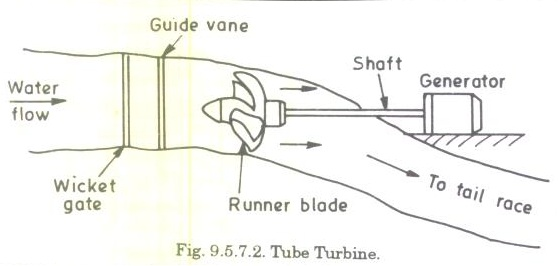 Guide vane
Shaft
Generator
Water
flow
Wicket
gate
Runner blade
To tail race
Fig. 9.5.7.2. Tube Turbine.